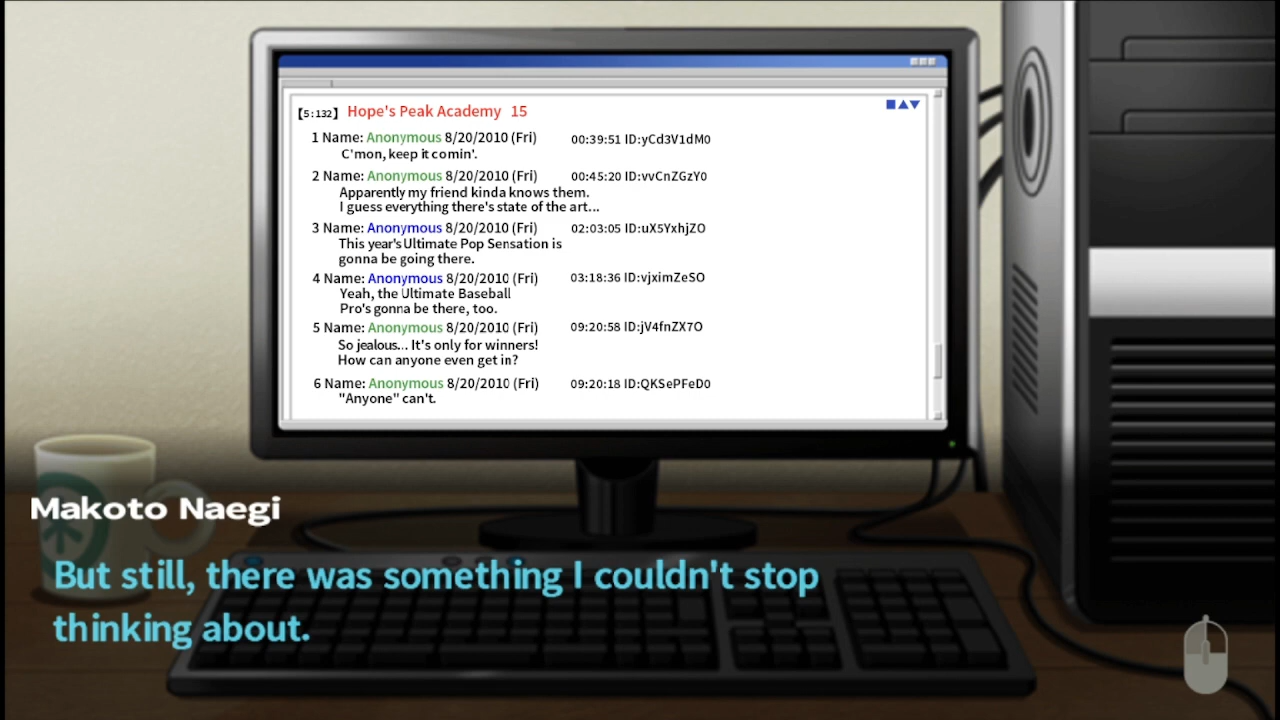 【5:132】 Hope's Peak Academy 15
1 Name: Anonymous 8/20/2010 (Fri) 00:39:51 ID:yCd3V1dM0
C'mon, keep it comin'.
2 Name: Anonymous 8/20/2010 (Fri) 00:45:20 ID:vvCnZGzY0
Apparently my friend kinda knows them.
I guess everything there's state of the art...
3 Name: Anonymous 8/20/2010 (Fri) 02:03:05 ID:uX5YxhjZO
This year's Ultimate Pop Sensation is
gonna be going there.
4 Name: Anonymous 8/20/2010 (Fri) 03:18:36 ID:vjximZeSO
Yeah, the Ultimate Baseball
Pro's gonna be there, too.
5 Name: Anonymous 8/20/2010 (Fri) 09:20:58 ID:jV4fnZX7O
So jealous... It's only for winners!
How can anyone even get in?
6 Name: Anonymous 8/20/2010 (Fri) 09:20:18 ID:QKSePFeD0
"Anyone" can't.
Makoto Naegi
But still, there was something I couldn't stop
thinking about.